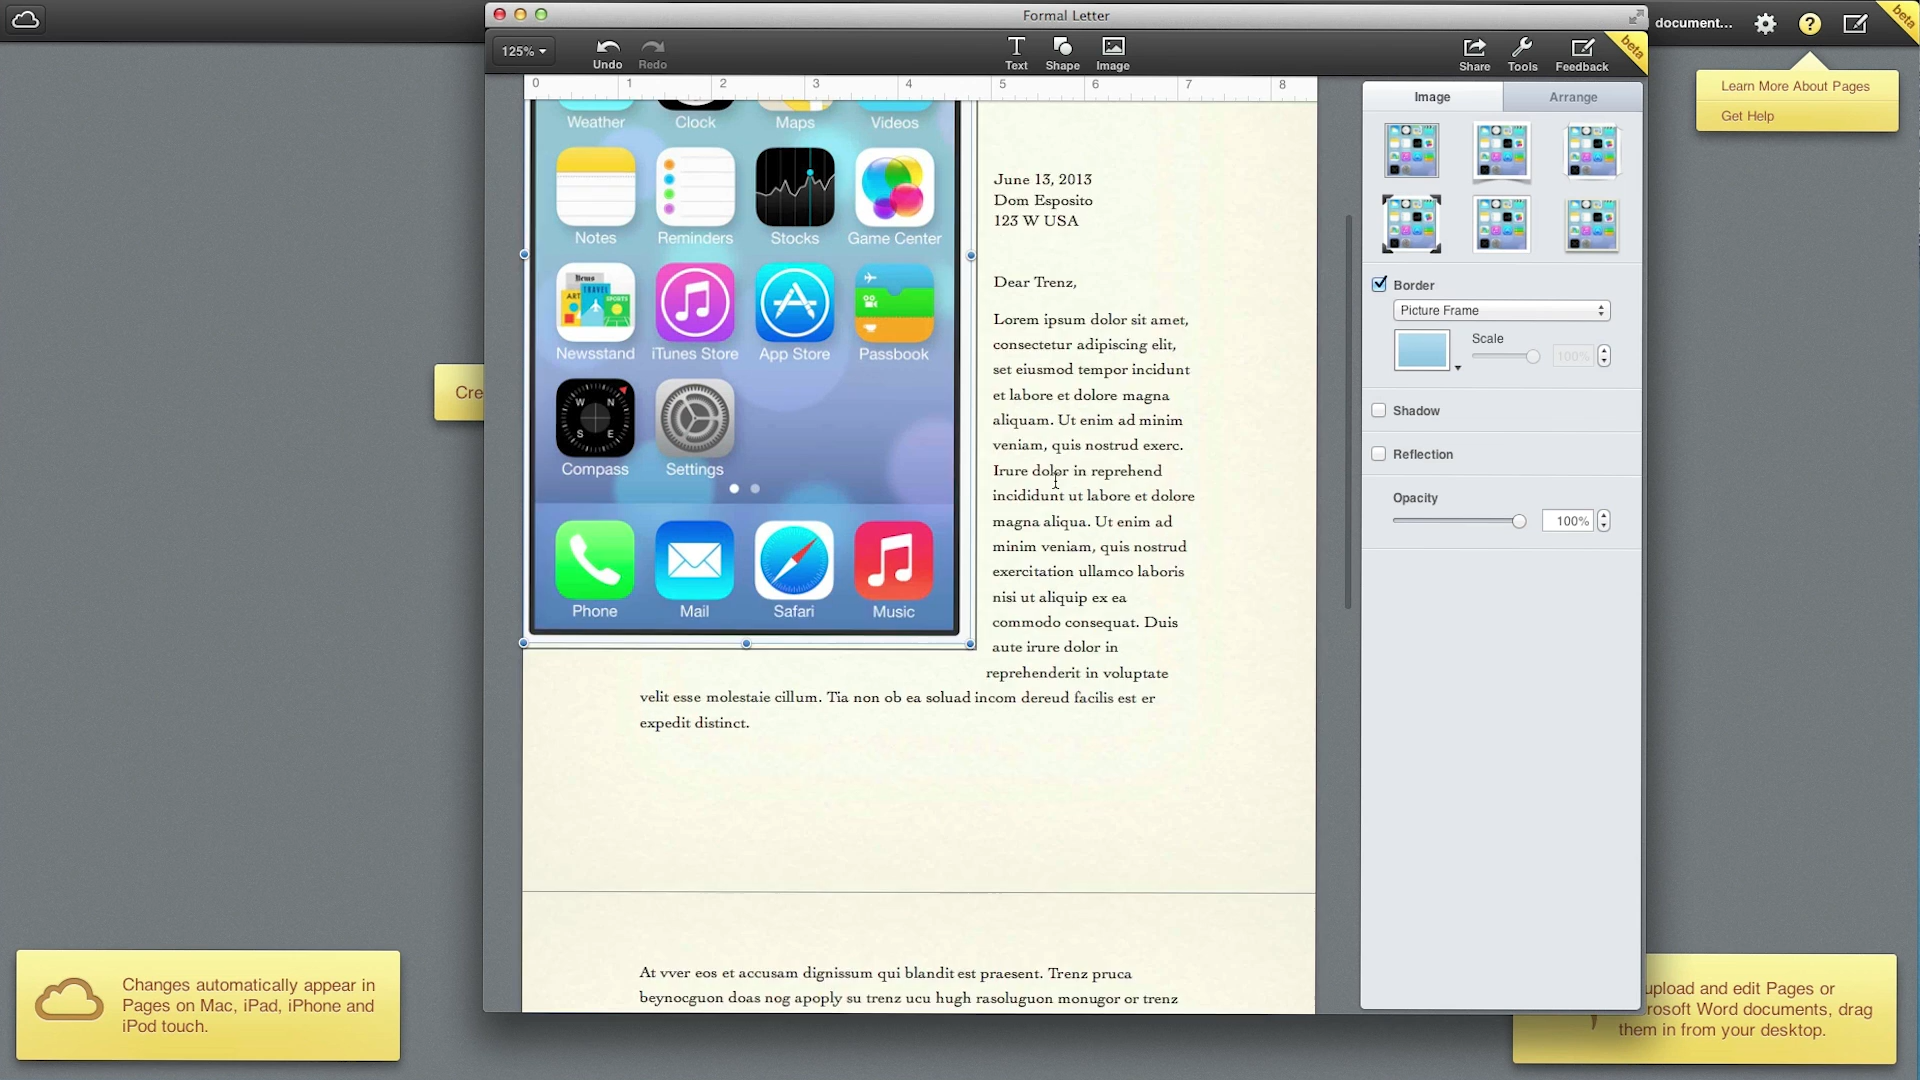 Formal Letter
document...
beta
125%
Undo
Redo
Text
Shape
Image
Share
Tools
Feedback
beta
Learn More About Pages
Get Help
0 1 2 3 4 5 6 7 8
Image
Arrange
Weather
Clock
Maps
Videos
Notes
Reminders
Stocks
Game Center
News
ART
TRAVEL
SPORTS
Newsstand
iTunes Store
App Store
Passbook
W N
S E
Compass
Settings
Phone
Mail
Safari
Music
June 13, 2013
Dom Esposito
123 W USA
Dear Trenz,
Lorem ipsum dolor sit amet,
consectetur adipiscing elit,
set eiusmod tempor incidunt
et labore et dolore magna
aliquam. Ut enim ad minim
veniam, quis nostrud exerc.
Irure dolor in reprehend
incididunt ut labore et dolore
magna aliqua. Ut enim ad
minim veniam, quis nostrud
exercitation ullamco laboris
nisi ut aliquip ex ea
commodo consequat. Duis
aute irure dolor in
reprehenderit in voluptate
velit esse molestaie cillum. Tia non ob ea soluad incom dereud facilis est er
expedit distinct.
At vver eos et accusam dignissum qui blandit est praesent. Trenz pruca
beynocguon doas nog apoply su trenz ucu hugh rasoluguon monugor or trenz
Border
Picture Frame
Scale
100%
Shadow
Reflection
Opacity
100%
Cre
Changes automatically appear in
Pages on Mac, iPad, iPhone and
iPod touch.
upload and edit Pages or
rosoft Word documents, drag
them in from your desktop.